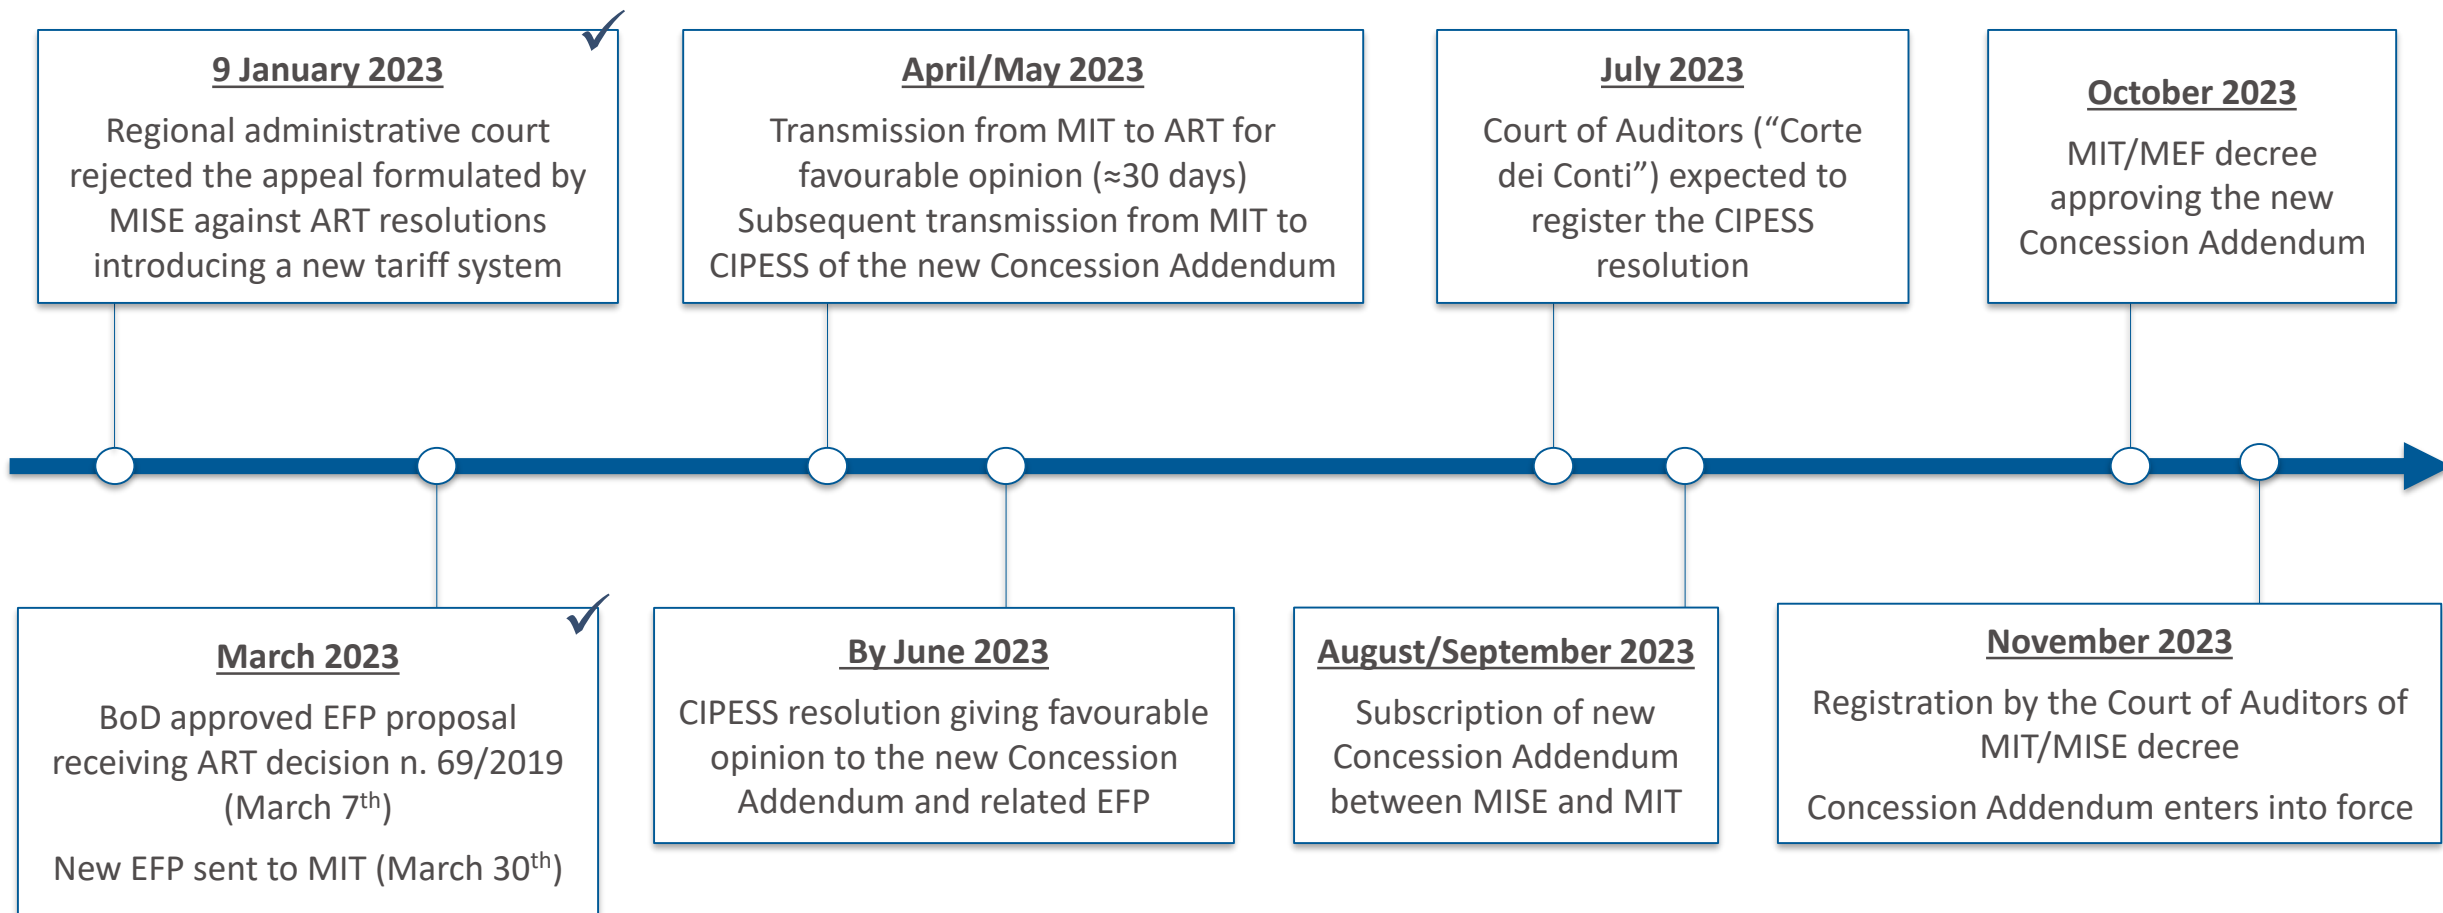 9 January 2023
Regional administrative court
rejected the appeal formulated by
MISE against ART resolutions
introducing a new tariff system
April/May 2023
Transmission from MIT to ART for
favourable opinion (≈30 days)
Subsequent transmission from MIT to
CIPESS of the new Concession Addendum
July 2023
Court of Auditors (“Corte
dei Conti”) expected to
register the CIPESS
resolution
October 2023
MIT/MEF decree
approving the new
Concession Addendum
March 2023
BoD approved EFP proposal
receiving ART decision n. 69/2019
(March 7th)
New EFP sent to MIT (March 30th)
By June 2023
CIPESS resolution giving favourable
opinion to the new Concession
Addendum and related EFP
August/September 2023
Subscription of new
Concession Addendum
between MISE and MIT
November 2023
Registration by the Court of Auditors of
MIT/MISE decree
Concession Addendum enters into force